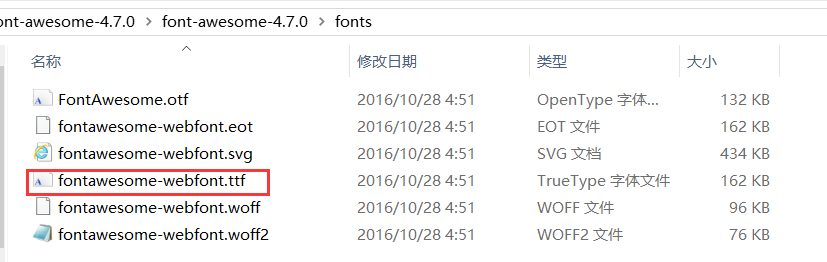 ont-awesome-4.7.0 > font-awesome-4.7.0 > fonts
名称 修改日期 类型 大小
FontAwesome.otf 2016/10/28 4:51 OpenType 字体... 132 KB
fontawesome-webfont.eot 2016/10/28 4:51 EOT 文件 162 KB
fontawesome-webfont.svg 2016/10/28 4:51 SVG 文档 434 KB
fontawesome-webfont.ttf 2016/10/28 4:51 TrueType 字体文件 162 KB
fontawesome-webfont.woff 2016/10/28 4:51 WOFF 文件 96 KB
fontawesome-webfont.woff2 2016/10/28 4:51 WOFF2 文件 76 KB